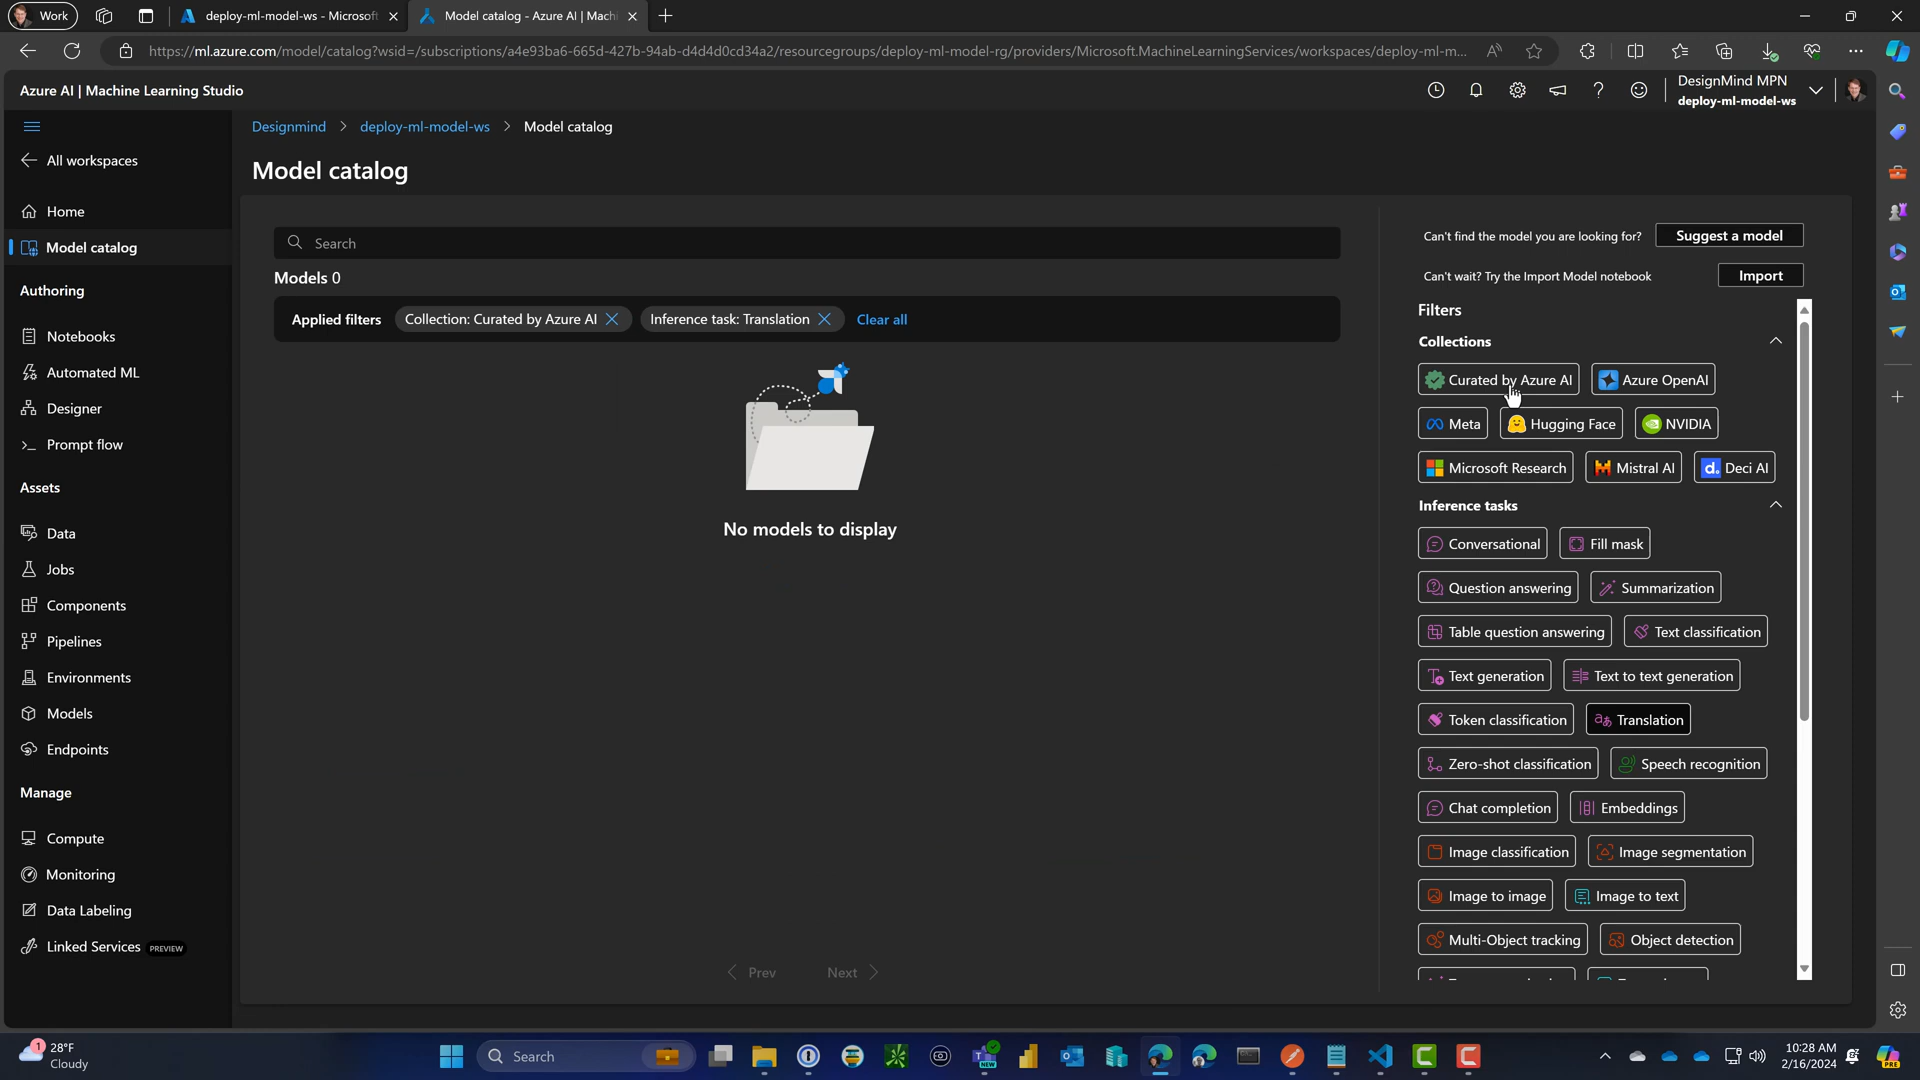 Work
deploy-ml-model-ws - Microsoft
Model catalog - Azure AI | Machi
https://ml.azure.com/model/catalog?wsid=/subscriptions/a4e93ba6-665d-427b-94ab-d4d4d0cd34a2/resourcegroups/deploy-ml-model-rg/providers/Microsoft.MachineLearningServices/workspaces/deploy-ml-m...
Azure AI | Machine Learning Studio
DesignMind MPN
deploy-ml-model-ws
Designmind > deploy-ml-model-ws > Model catalog
All workspaces
Model catalog
Home
Model catalog
Authoring
Notebooks
Automated ML
Designer
Prompt flow
Assets
Data
Jobs
Components
Pipelines
Environments
Models
Endpoints
Manage
Compute
Monitoring
Data Labeling
Linked Services PREVIEW
Search
Models 0
Applied filters Collection: Curated by Azure AI Inference task: Translation Clear all
No models to display
Prev Next
Can't find the model you are looking for? Suggest a model
Can't wait? Try the Import Model notebook Import
Filters
Collections
Curated by Azure AI Azure OpenAI
Meta Hugging Face NVIDIA
Microsoft Research Mistral AI Deci AI
Inference tasks
Conversational Fill mask
Question answering Summarization
Table question answering Text classification
Text generation Text to text generation
Token classification Translation
Zero-shot classification Speech recognition
Chat completion Embeddings
Image classification Image segmentation
Image to image Image to text
Multi-Object tracking Object detection
1
28°F
Cloudy
Search
NEW
10:28 AM
2/16/2024
PRE